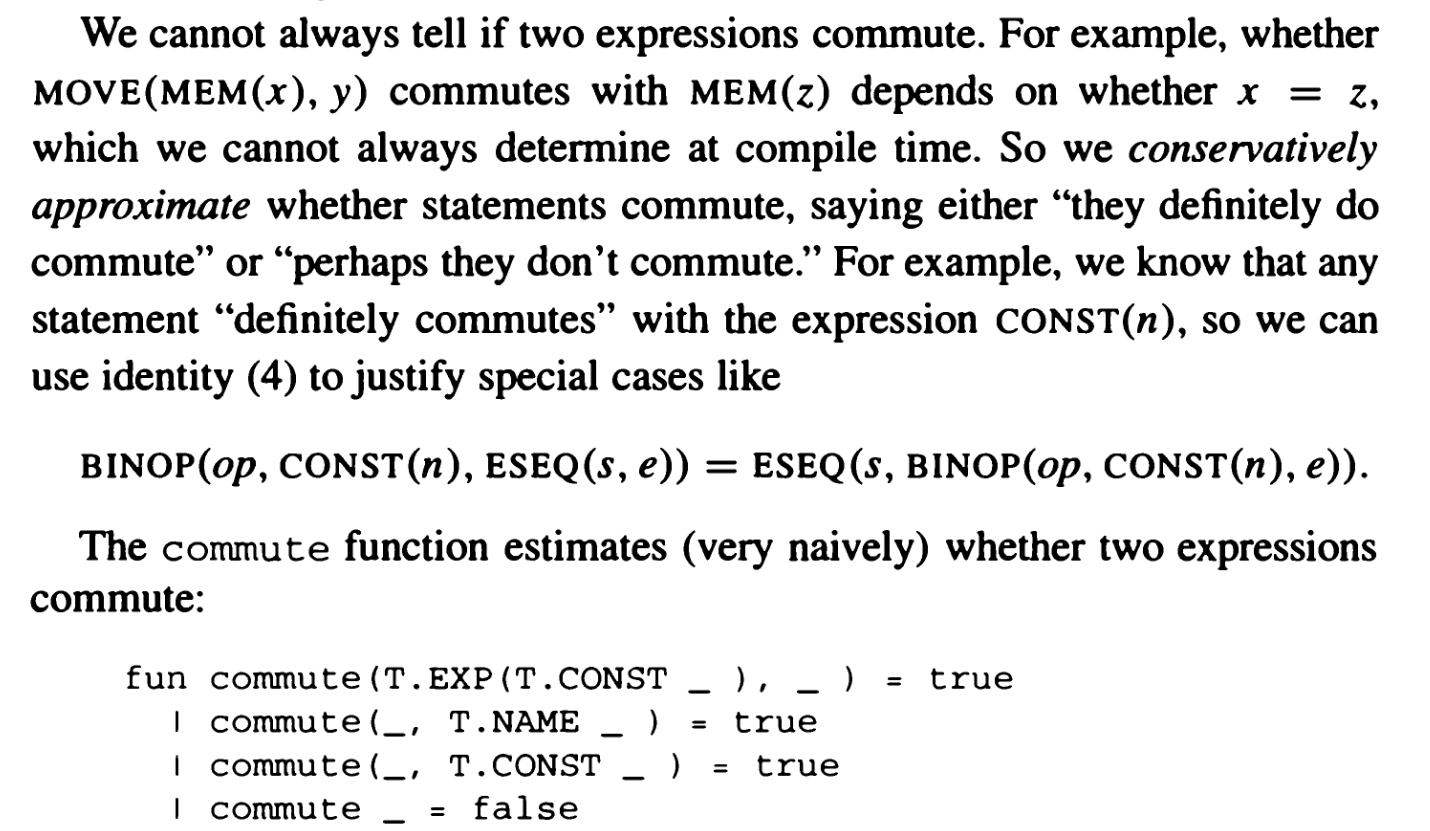 We cannot always tell if two expressions commute. For example, whether
MOVE(MEM(x), y) commutes with MEM(z) depends on whether x = z,
which we cannot always determine at compile time. So we conservatively
approximate whether statements commute, saying either “they definitely do
commute” or “perhaps they don’t commute.” For example, we know that any
statement “definitely commutes” with the expression CONST(n), so we can
use identity (4) to justify special cases like
BINOP(op, CONST(n), ESEQ(s, e)) = ESEQ(s, BINOP(op, CONST(n), e)).
The commute function estimates (very naively) whether two expressions
commute:
fun commute(T.EXP(T.CONST _ ), _ ) = true
| commute(_, T.NAME _ ) = true
| commute(_, T.CONST _ ) = true
| commute _ = false